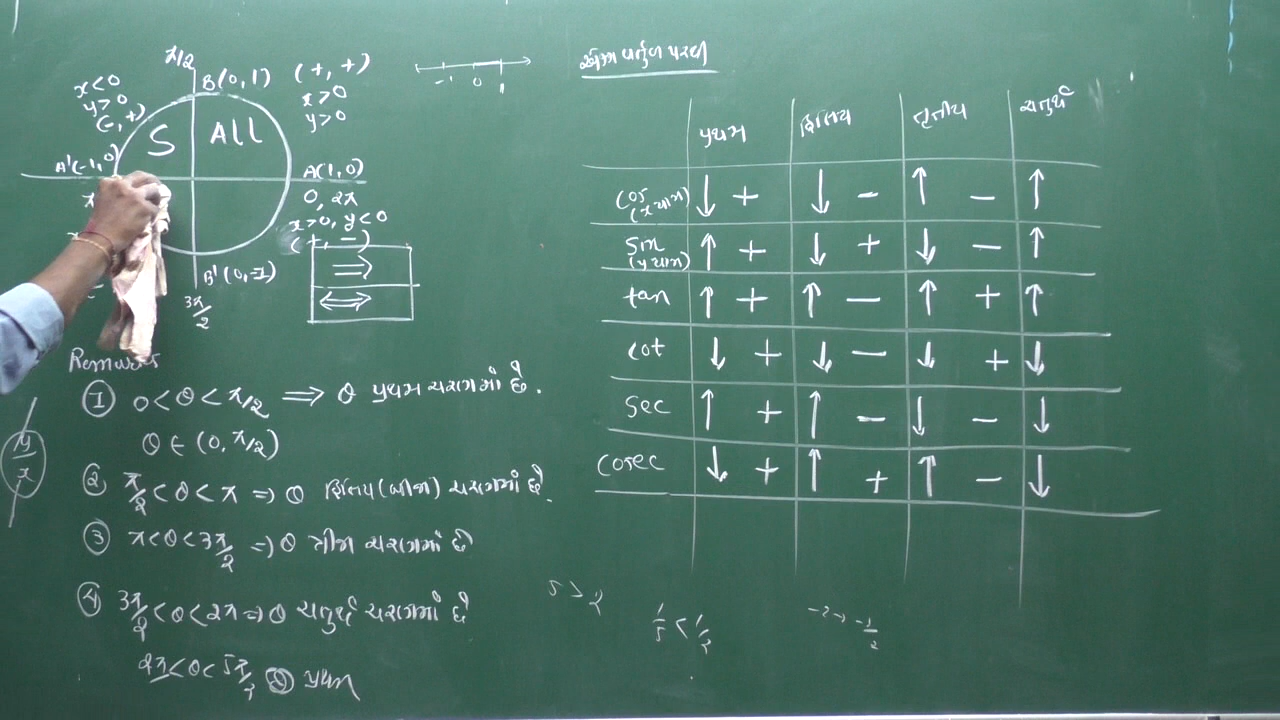 π/2
B(0, 1)
(+, +)
x<0
y>0
(-, +)
x>0
y>0
S
All
A'(-1, 0)
A(1, 0)
0, 2π
x>0, y<0
(+, -)
B' (0, -1)
3π/2
⇒
⇔
-1 0 1
Remarks
① 0<θ<π/2 ⟹ θ પ્રથમ ચરણમાં છે.
θ ∈ (0, π/2)
② π/2<θ<π ⇒ θ દ્વિતિય(બીજા) ચરણમાં છે.
③ π<θ<3π/2 ⇒ θ ત્રીજા ચરણમાં છે
④ 3π/2<θ<2π ⇒ θ ચતુર્થ ચરણમાં છે
2π<θ<5π/2 θ પ્રથમ
y/x
એકમ વર્તુળ પરથી
પ્રથમ દ્વિતિય તૃતીય ચતુર્થ
cos (x યામ) ↓ + ↓ - ↑ - ↑
sin (y યામ) ↑ + ↓ + ↓ - ↑
tan ↑ + ↑ - ↑ + ↑
cot ↓ + ↓ - ↓ + ↓
sec ↑ + ↑ - ↓ - ↓
cosec ↓ + ↑ + ↑ - ↓
5 > 2
1/5 < 1/2
-2 → -1/2